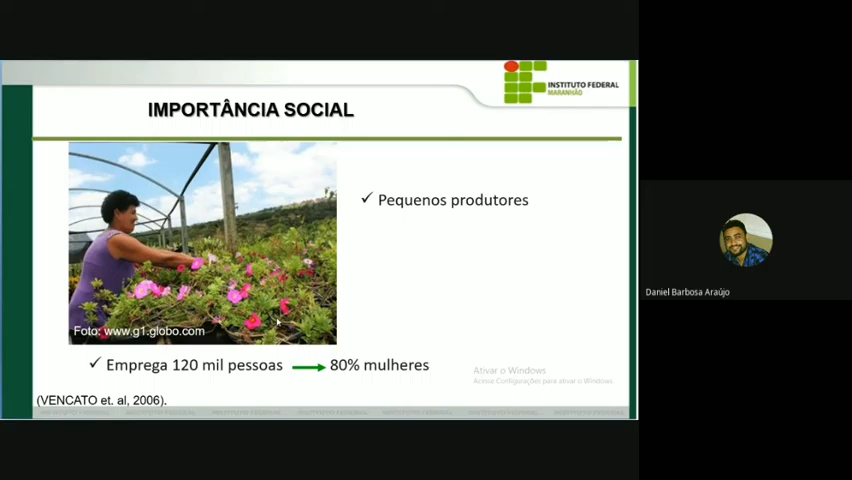 INSTITUTO FEDERAL
MARANHÃO
IMPORTÂNCIA SOCIAL
✓ Pequenos produtores
Foto: www.g1.globo.com
✓ Emprega 120 mil pessoas → 80% mulheres
Ativar o Windows
Acesse Configurações para ativar o Windows.
(VENCATO et. al, 2006).
Daniel Barbosa Araújo